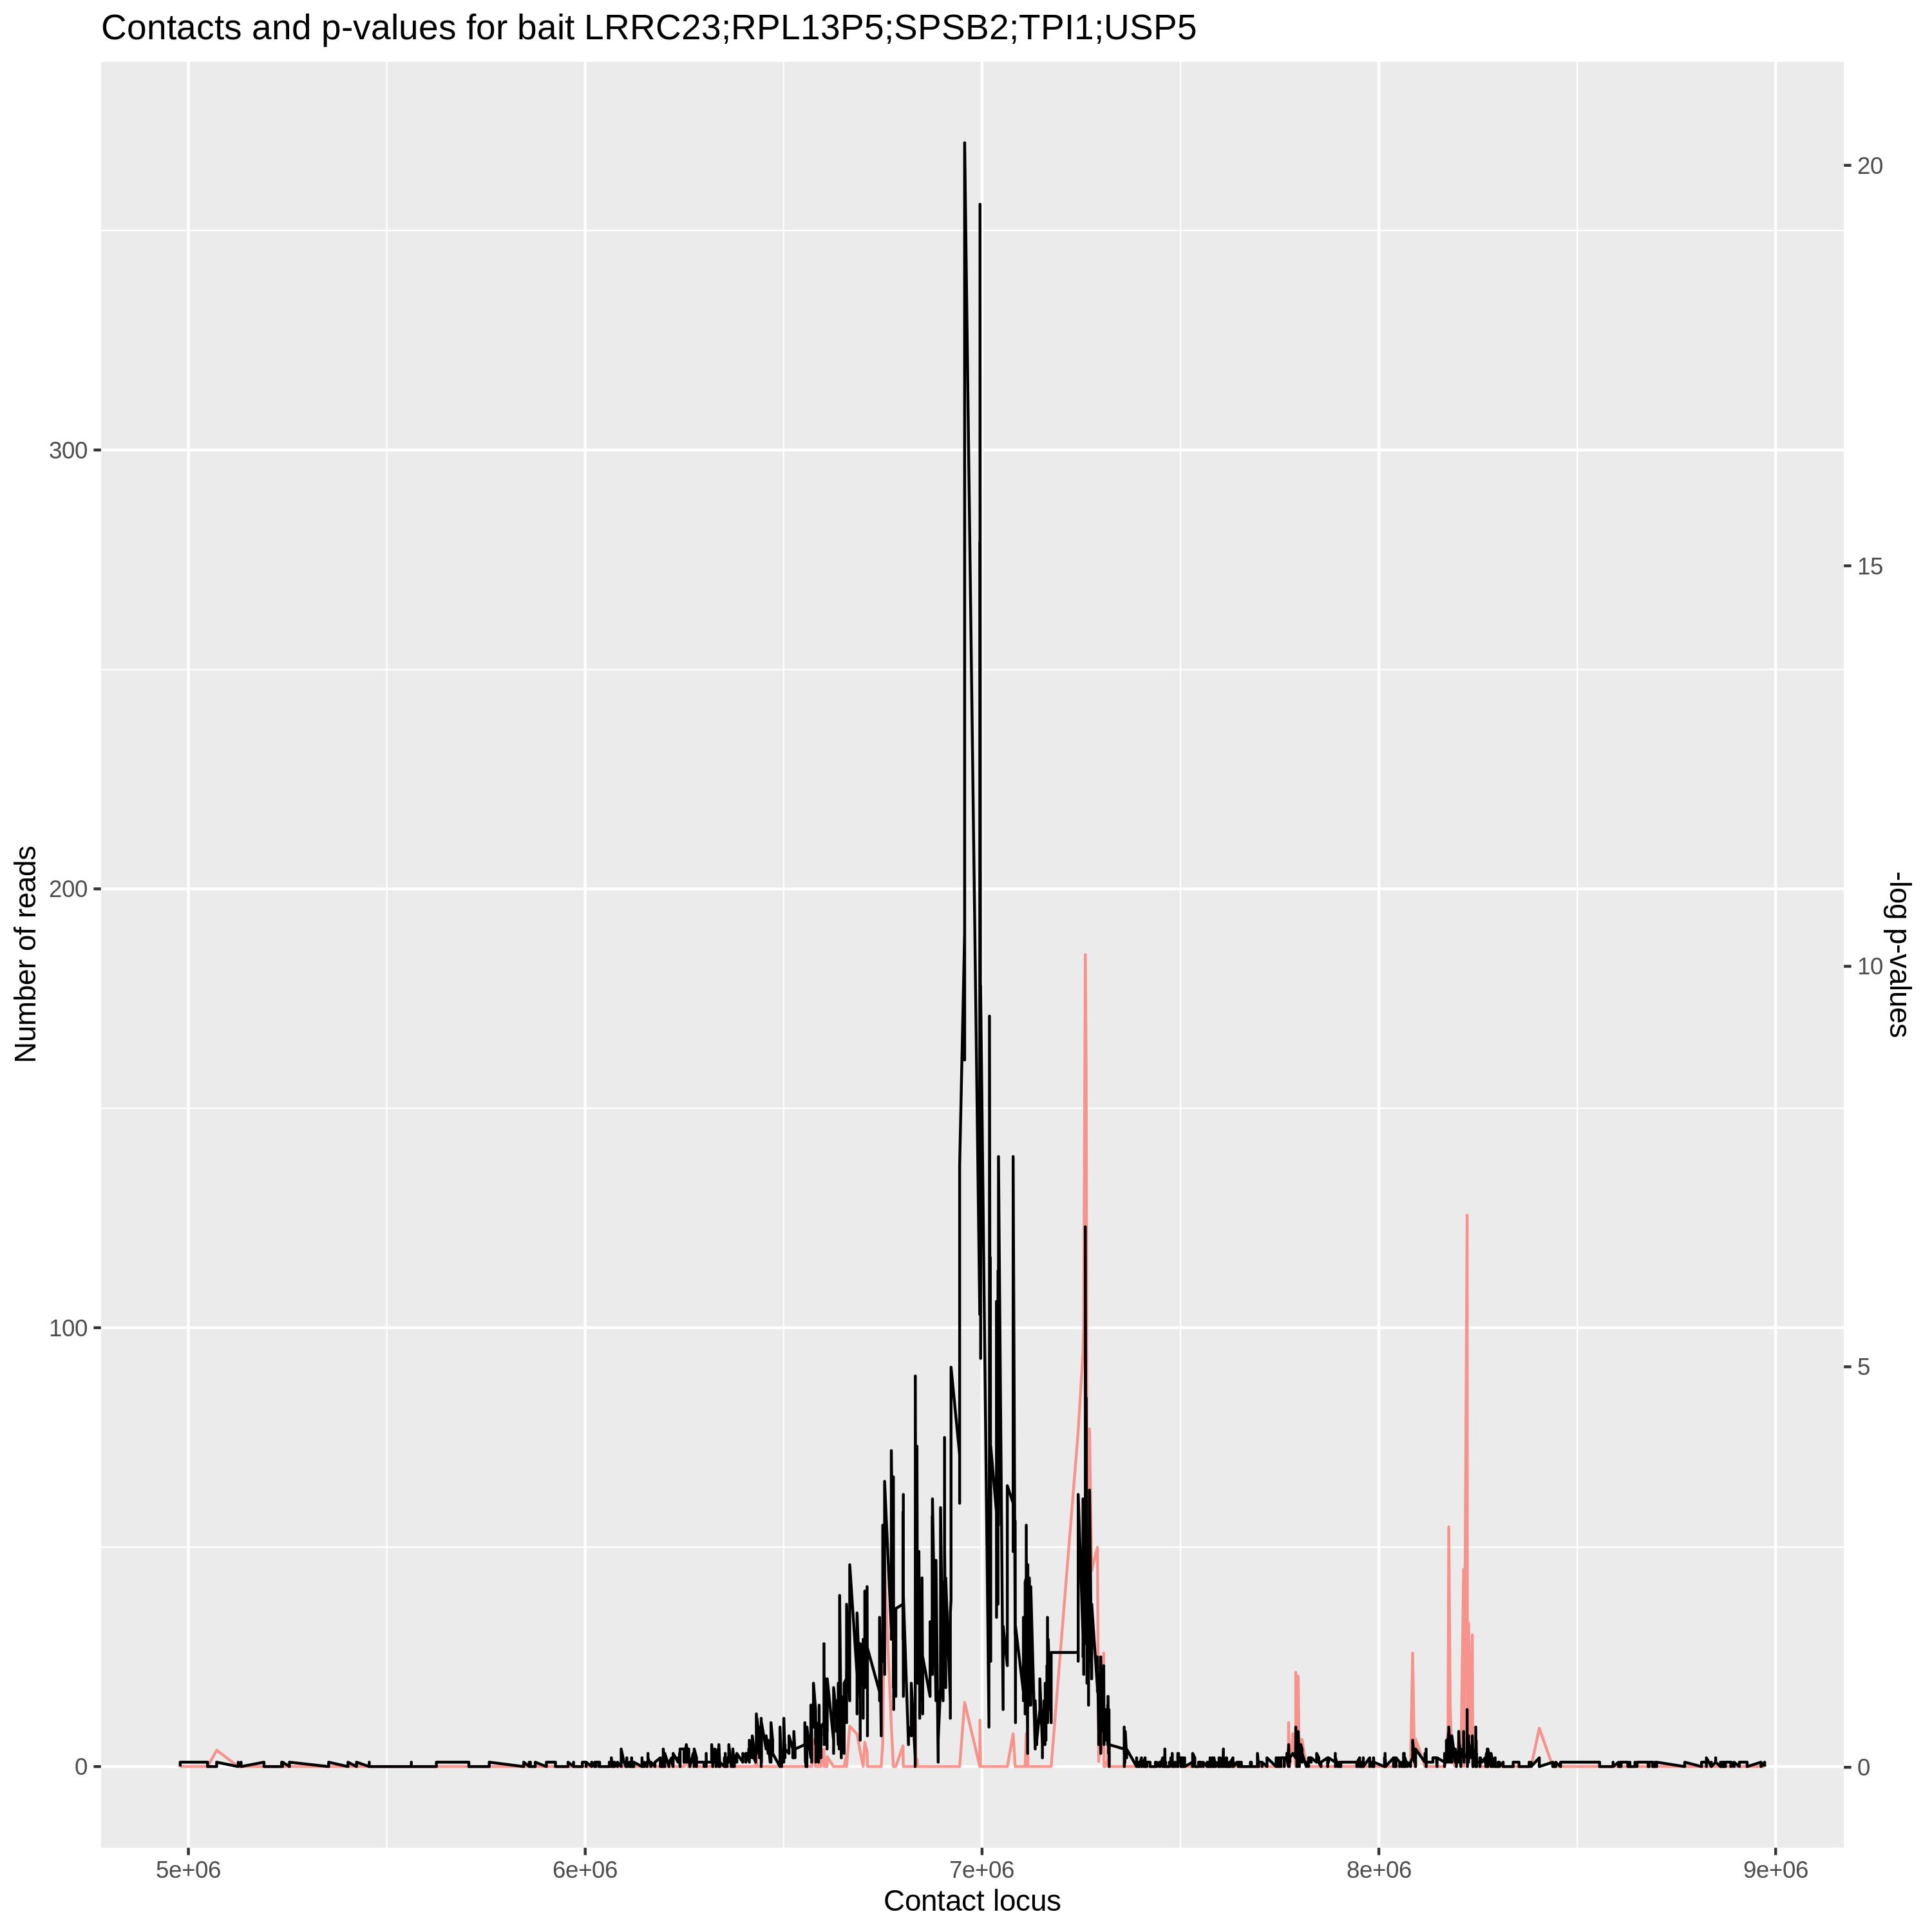 Contacts and p-values for bait LRRC23;RPL13P5;SPSB2;TPI1;USP5
Number of reads
300
200
100
0
20
15
10
5
0
-log p-values
5e+06 6e+06 7e+06 8e+06 9e+06
Contact locus